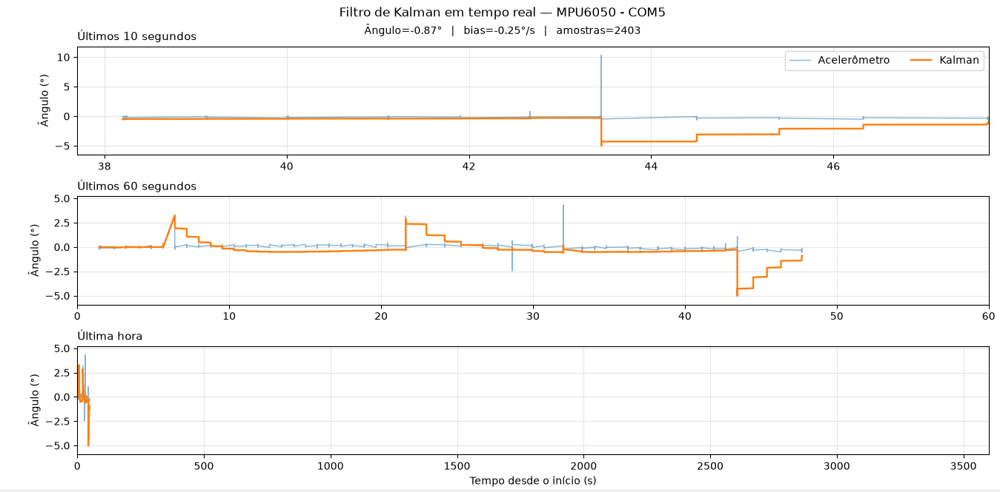 Filtro de Kalman em tempo real — MPU6050 - COM5
Ângulo=-0.87° | bias=-0.25°/s | amostras=2403
Últimos 10 segundos
Ângulo (°)
10
5
0
−5
Acelerômetro
Kalman
38 40 42 44 46
Últimos 60 segundos
Ângulo (°)
5.0
2.5
0.0
−2.5
−5.0
0 10 20 30 40 50 60
Última hora
Ângulo (°)
5.0
2.5
0.0
−2.5
−5.0
0 500 1000 1500 2000 2500 3000 3500
Tempo desde o início (s)